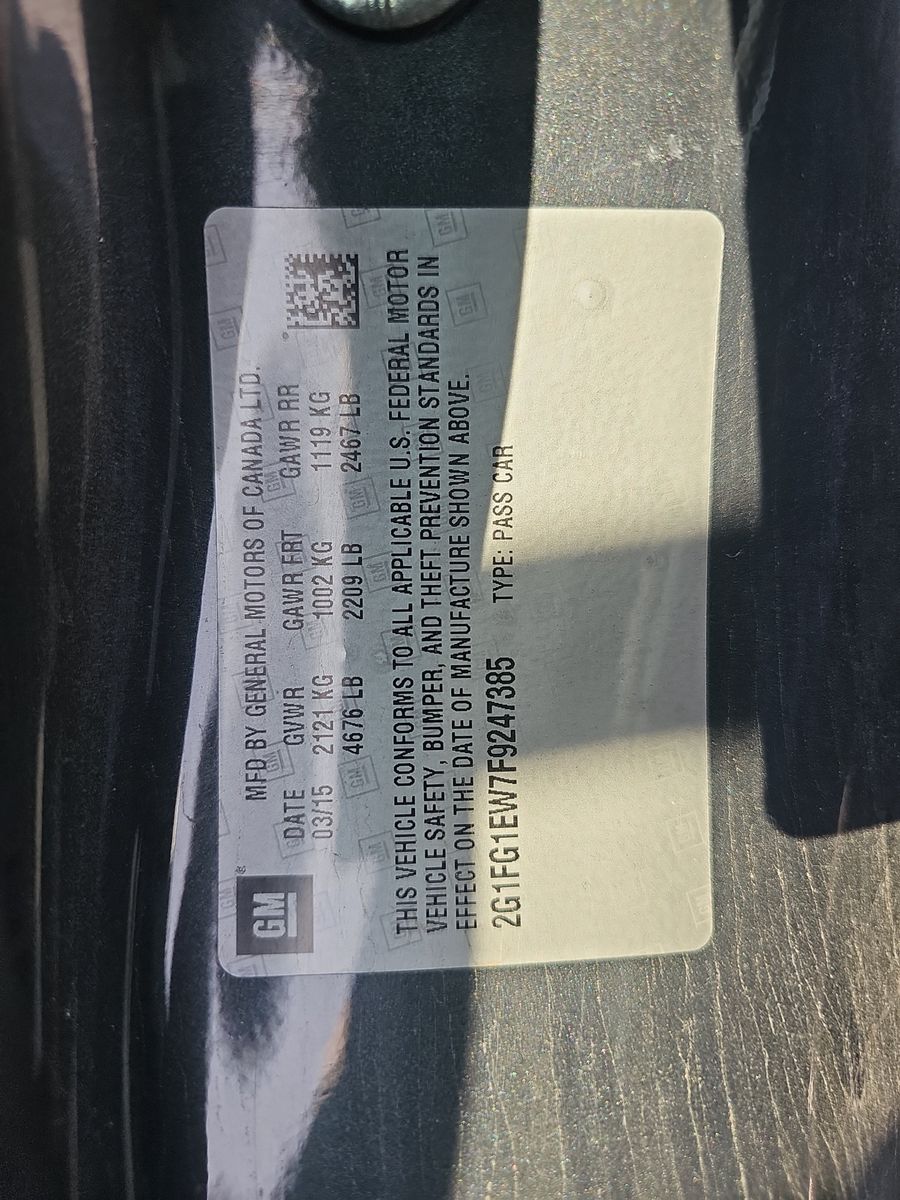 GM
MFD BY GENERAL MOTORS OF CANADA LTD.
DATE GVWR GAWR FRT GAWR RR
03/15 2121 KG 1002 KG 1119 KG
4676 LB 2209 LB 2467 LB
THIS VEHICLE CONFORMS TO ALL APPLICABLE U.S. FEDERAL MOTOR
VEHICLE SAFETY, BUMPER, AND THEFT PREVENTION STANDARDS IN
EFFECT ON THE DATE OF MANUFACTURE SHOWN ABOVE.
2G1FG1EW7F9247385 TYPE: PASS CAR